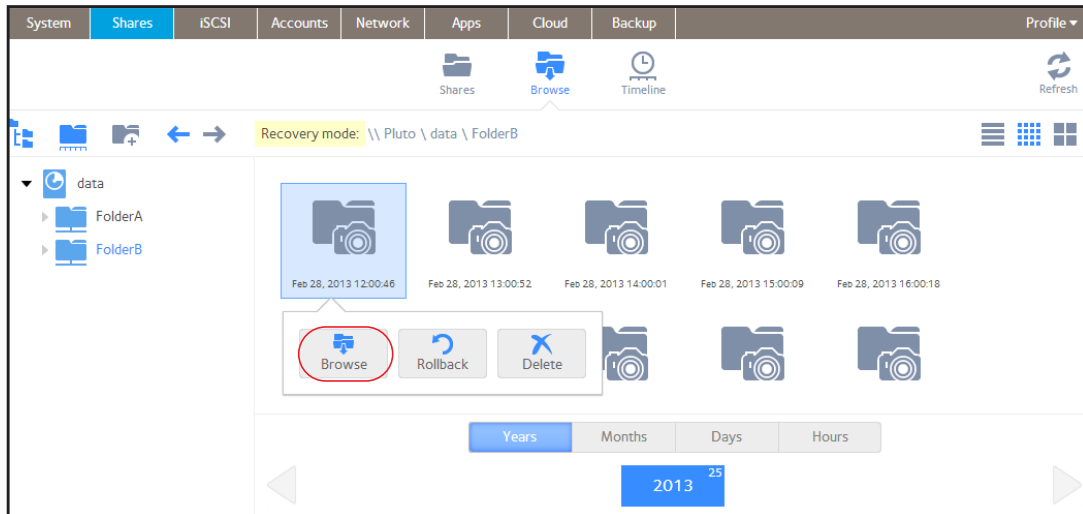 System Shares iSCSI Accounts Network Apps Cloud Backup Profile
Shares Browse Timeline Refresh
Recovery mode: \\ Pluto \ data \ FolderB
data
FolderA
FolderB
Feb 28, 2013 12:00:46 Feb 28, 2013 13:00:52 Feb 28, 2013 14:00:01 Feb 28, 2013 15:00:09 Feb 28, 2013 16:00:18
Browse Rollback Delete
Years Months Days Hours
2013 25